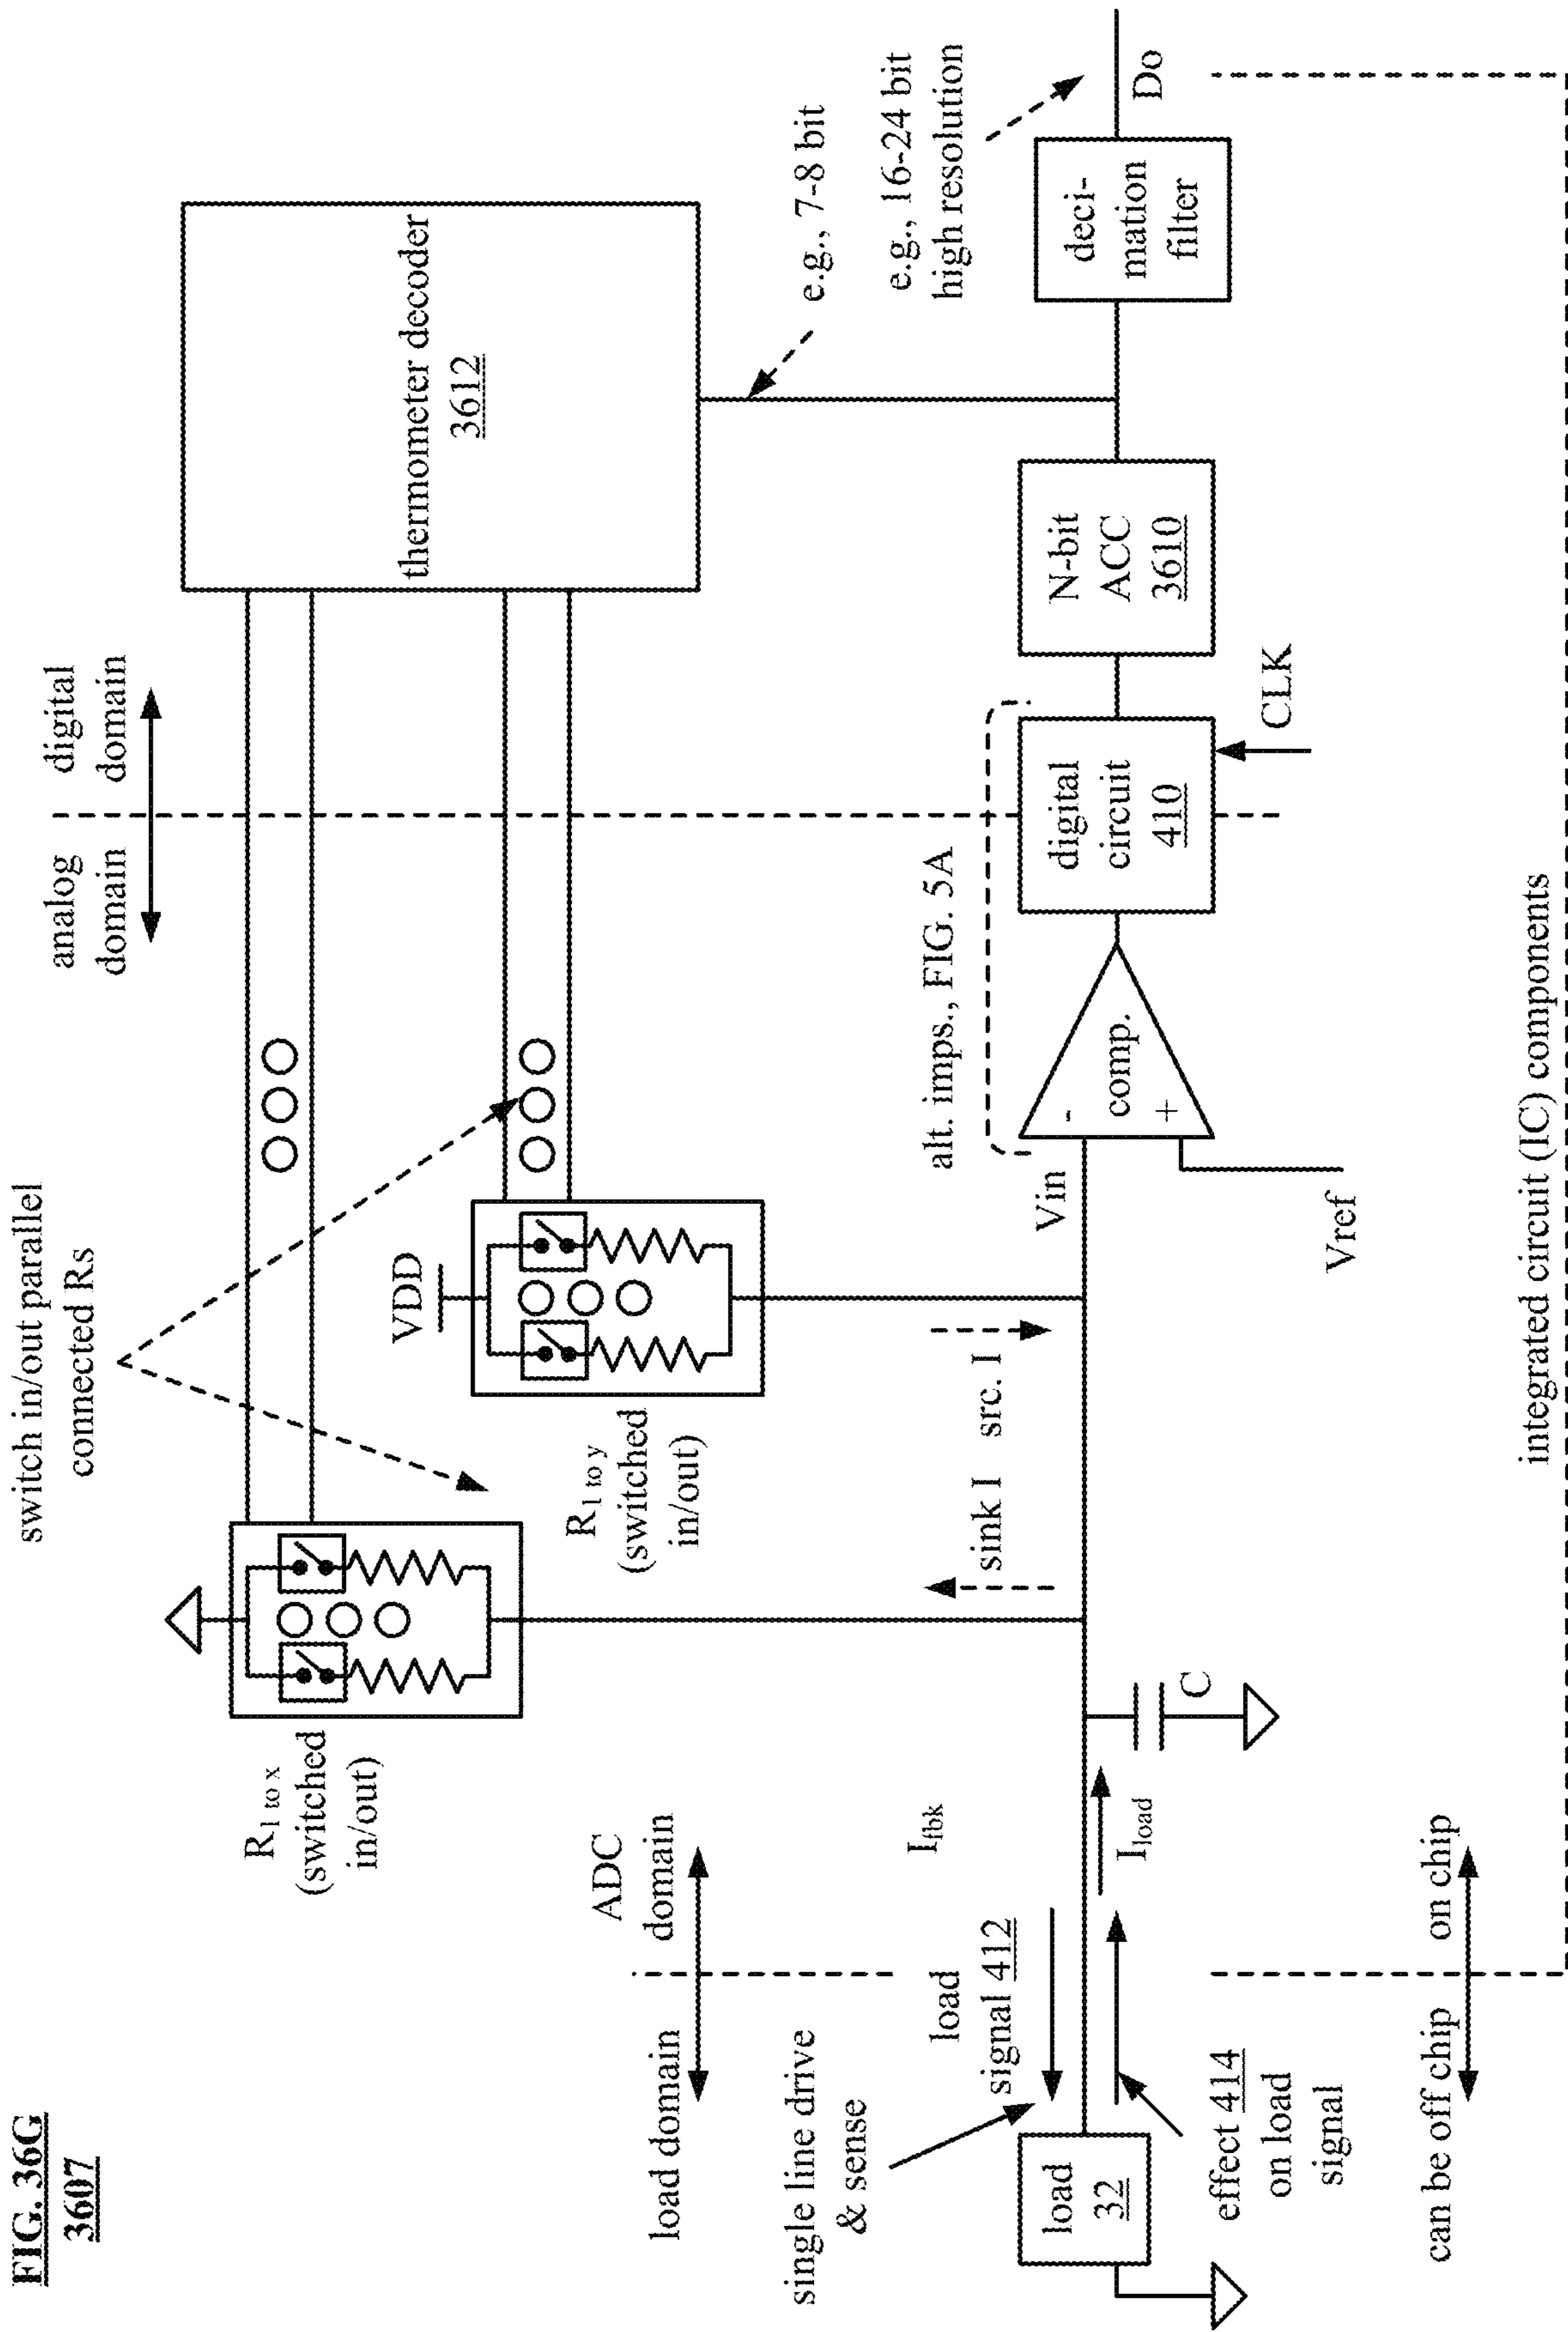 FIG. 36G
3607
switch in/out parallel
connected Rs
analog
domain
digital
domain
R1 to x
(switched
in/out)
R1 to y
(switched
in/out)
VDD
thermometer decoder
3612
load domain
ADC
domain
single line drive
& sense
load
signal 412
Ifbk
sink I
src. I
alt. imps., FIG. 5A
e.g., 7-8 bit
e.g., 16-24 bit
high resolution
load
32
Iload
C
Vin
-
comp.
+
Vref
digital
circuit
410
CLK
N-bit
ACC
3610
deci-
mation
filter
Do
effect 414
on load
signal
can be off chip
on chip
integrated circuit (IC) components